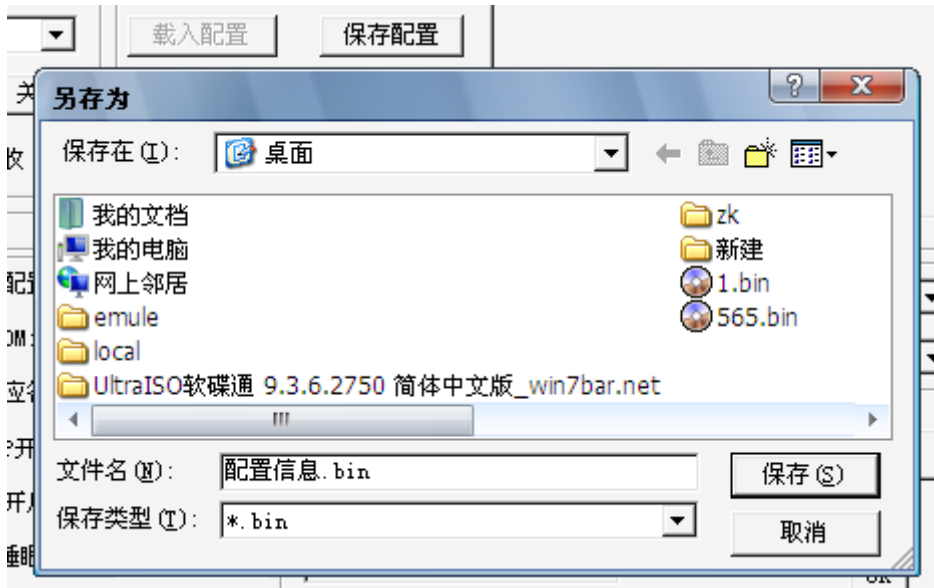 载入配置 保存配置
关
另存为
保存在(I): 桌面
收
我的文档
我的电脑
网上邻居
emule
local
UltraISO软碟通 9.3.6.2750 简体中文版_win7bar.net
zk
新建
1.bin
565.bin
文件名(N): 配置信息.bin
保存(S)
保存类型(T): *.bin
取消